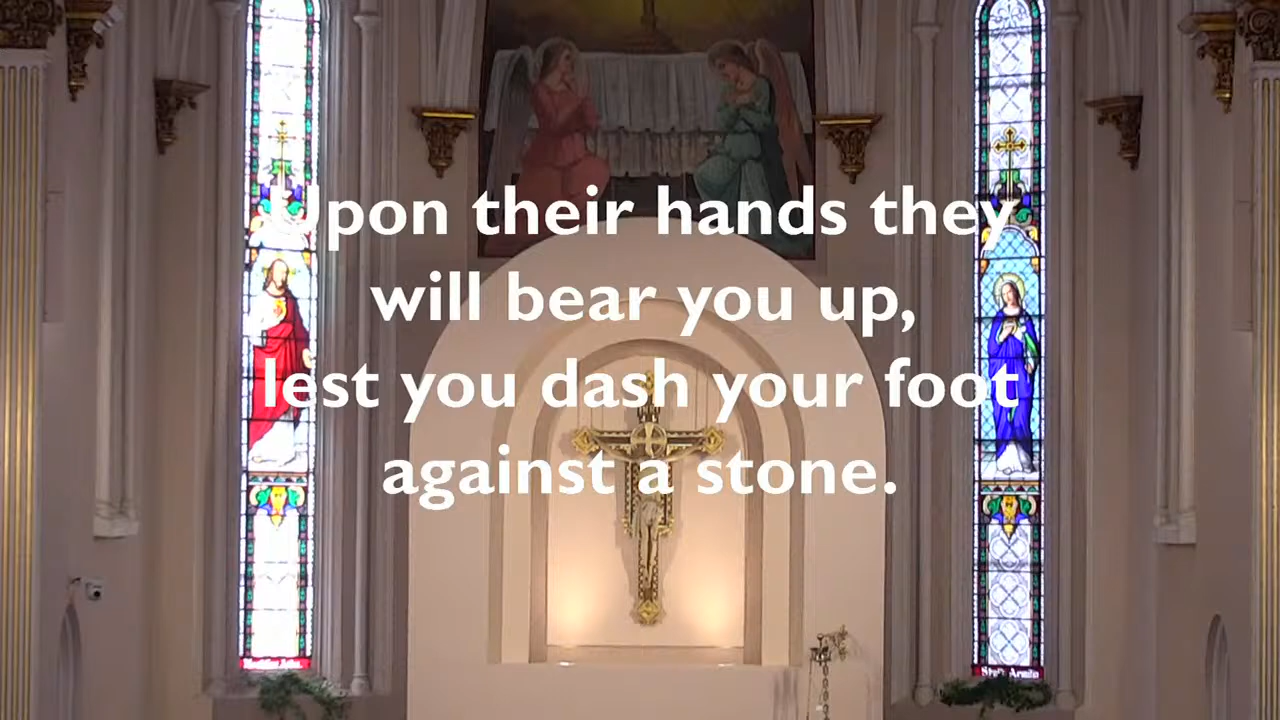 Upon their hands they
will bear you up,
lest you dash your foot
against a stone.